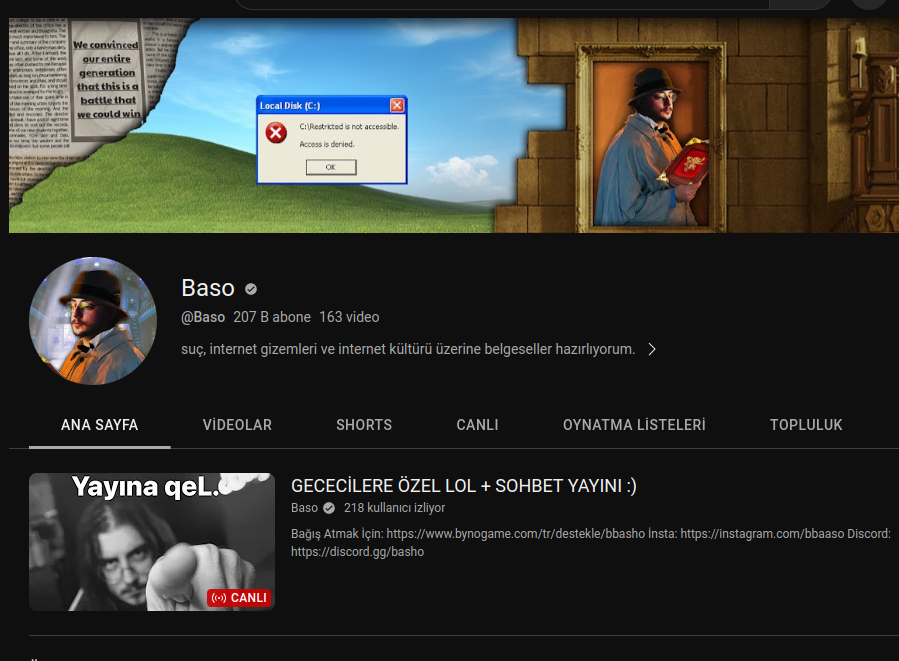 We convinced
our entire
generation
that this is a
battle that
we could win
Local Disk (C:)
C:\Restricted is not accessible.
Access is denied.
OK
Baso
@Baso 207 B abone 163 video
suç, internet gizemleri ve internet kültürü üzerine belgeseller hazırlıyorum.
ANA SAYFA VİDEOLAR SHORTS CANLI OYNATMA LİSTELERİ TOPLULUK
Yayına qeL.
CANLI
GECECİLERE ÖZEL LOL + SOHBET YAYINI :)
Baso 218 kullanıcı izliyor
Bağış Atmak İçin: https://www.bynogame.com/tr/destekle/bbasho İnsta: https://instagram.com/bbaaso Discord:
https://discord.gg/basho